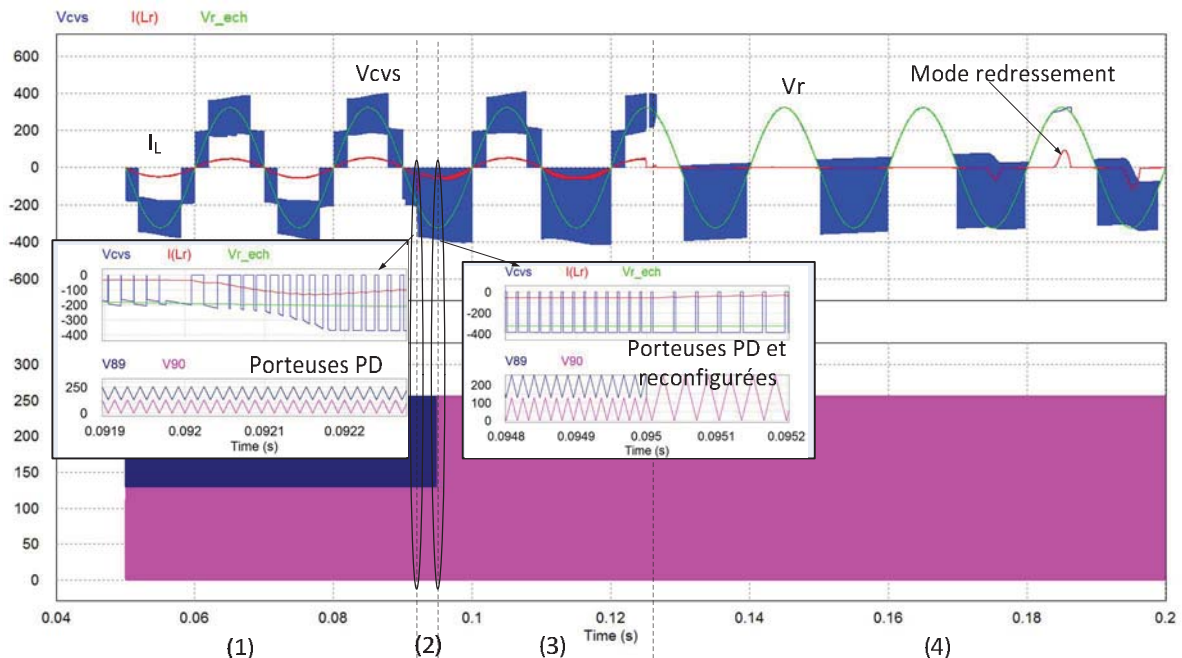 Vcvs I(Lr) Vr_ech
600
400
200
0
-200
-400
-600
Vcvs
Vr
Mode redressement
I_L
Vcvs I(Lr) Vr_ech
0
-100
-200
-300
-400
V89 V90
Porteuses PD
250
0
0.0919 0.092 0.0921 0.0922
Time (s)
Vcvs I(Lr) Vr_ech
0
-200
-400
V89 V90
Porteuses PD et
reconfigurées
200
100
0
0.0948 0.0949 0.095 0.0951 0.0952
Time (s)
300
250
200
150
100
50
0
0.04 0.06 0.08 0.1 0.12 0.14 0.16 0.18 0.2
Time (s)
(1) (2) (3) (4)